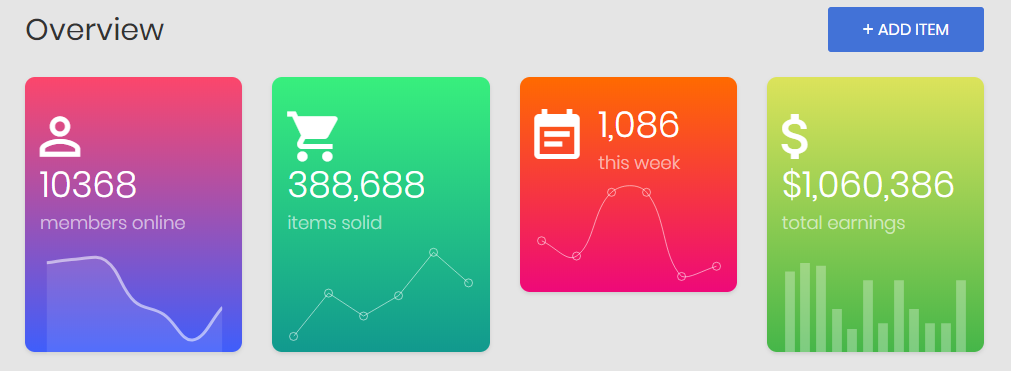 Overview
+ ADD ITEM
10368
members online
388,688
items solid
1,086
this week
$
$1,060,386
total earnings